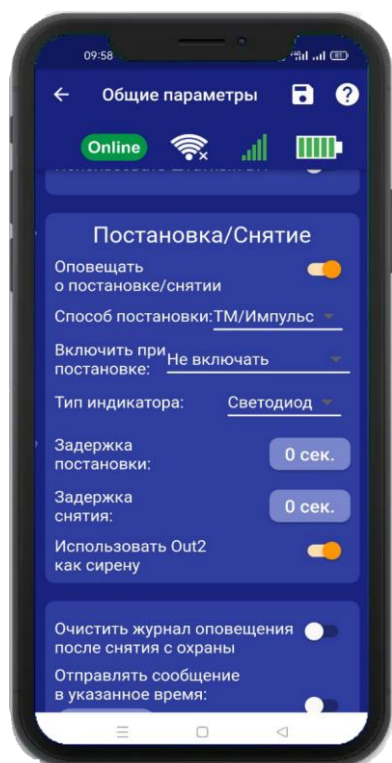 09:58
81
← Общие параметры ?
Online
Постановка/Снятие
Оповещать
о постановке/снятии
Способ постановки: ТМ/Импульс
Включить при
постановке: Не включать
Тип индикатора: Светодиод
Задержка
постановки: 0 сек.
Задержка
снятия: 0 сек.
Использовать Out2
как сирену
Очистить журнал оповещения
после снятия с охраны
Отправлять сообщение
в указанное время: